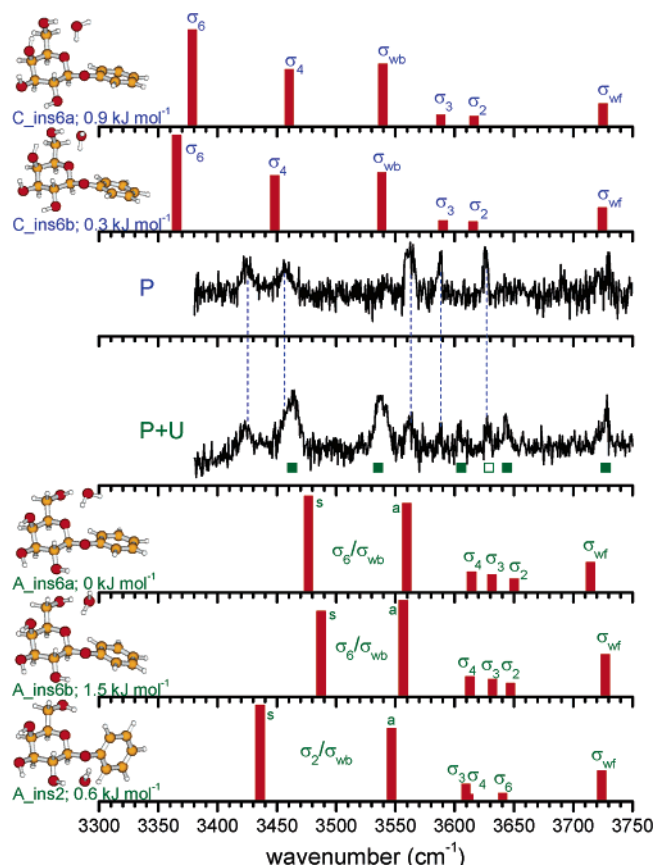 σ6
σ4
σwb
σ3
σ2
σwf
C_ins6a; 0.9 kJ mol-1
σ6
σ4
σwb
σ3
σ2
σwf
C_ins6b; 0.3 kJ mol-1
P
P+U
s
a
σ6/σwb
σ4
σ3
σ2
σwf
A_ins6a; 0 kJ mol-1
s
a
σ6/σwb
σ4
σ3
σ2
σwf
A_ins6b; 1.5 kJ mol-1
s
a
σ2/σwb
σ3
σ4
σ6
σwf
A_ins2; 0.6 kJ mol-1
3300 3350 3400 3450 3500 3550 3600 3650 3700 3750
wavenumber (cm-1)